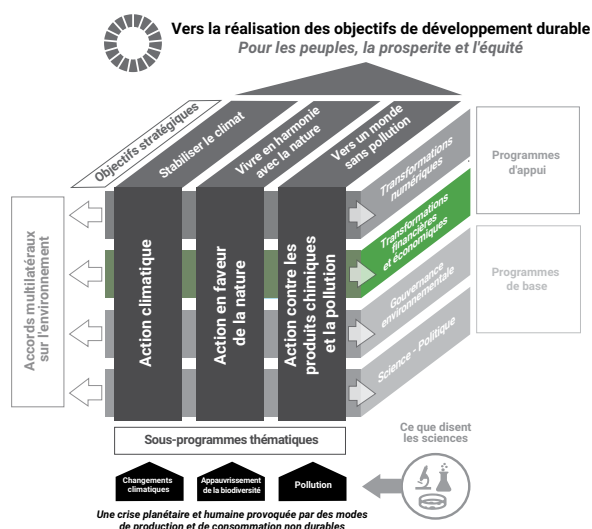 Vers la réalisation des objectifs de développement durable
Pour les peuples, la prosperite et l'équité
Objectifs stratégiques
Stabiliser le climat
Vivre en harmonie
avec la nature
Vers un monde
sans pollution
Transformations
numériques
Transformations
financières
et économiques
Gouvernance
environnementale
Science - Politique
Programmes
d'appui
Programmes
de base
Accords multilatéraux
sur l'environnement
Action climatique
Action en faveur
de la nature
Action contre les
produits chimiques
et la pollution
Sous-programmes thématiques
Ce que disent
les sciences
Changements
climatiques
Appauvrissement
de la biodiversité
Pollution
Une crise planétaire et humaine provoquée par des modes
de production et de consommation non durables